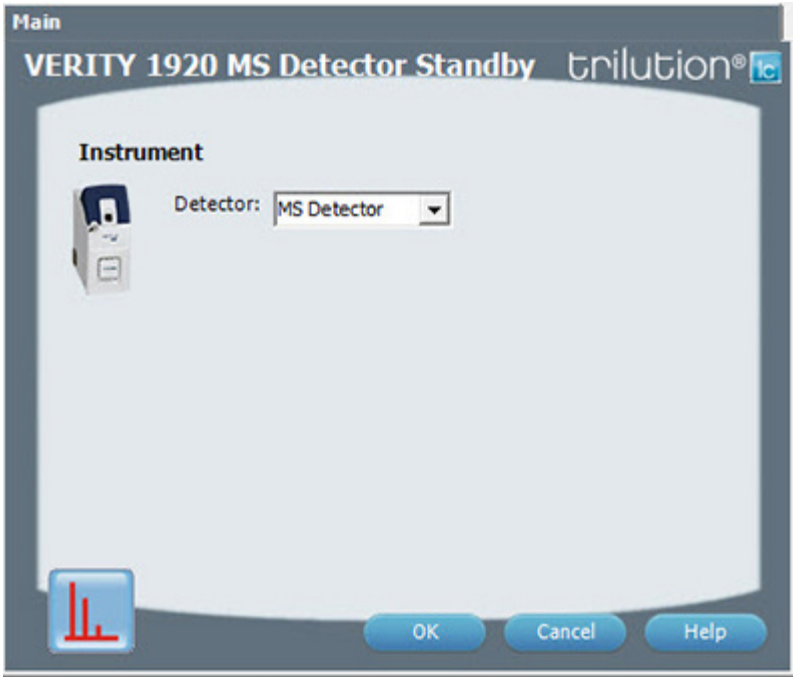 Main
VERITY 1920 MS Detector Standby trilution® lc
Instrument
Detector: MS Detector
OK Cancel Help